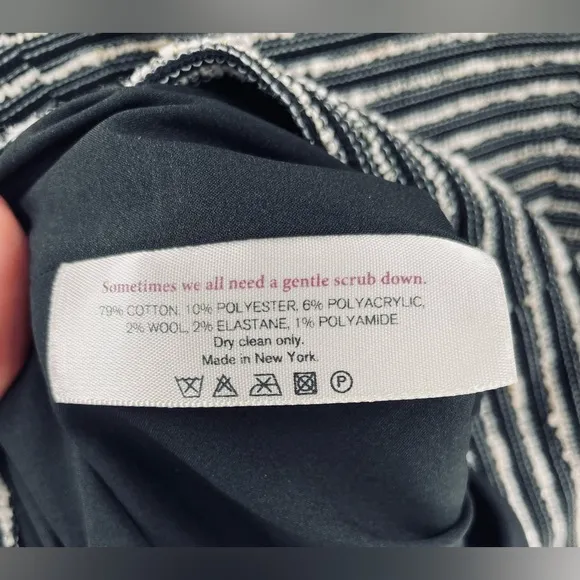 Sometimes we all need a gentle scrub down.
79% COTTON, 10% POLYESTER, 6% POLYACRYLIC,
2% WOOL, 2% ELASTANE, 1% POLYAMIDE
Dry clean only.
Made in New York.
P